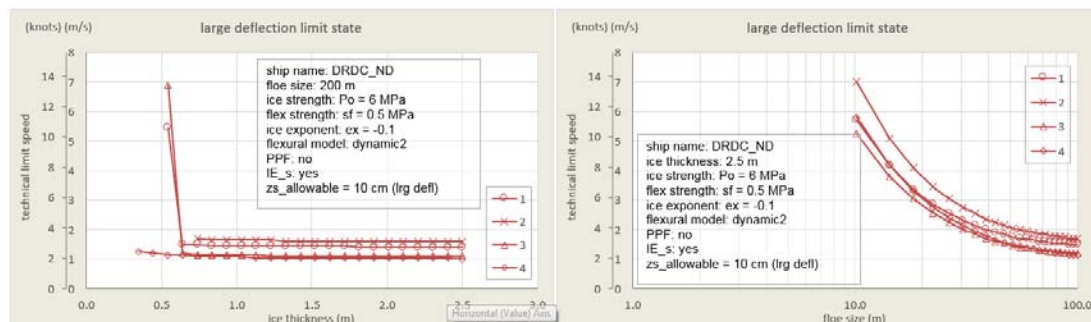 (knots) (m/s)
large deflection limit state
technical limit speed
14
12
10
8
6
4
2
0
8
7
6
5
4
3
2
1
0
ship name: DRDC_ND
floe size: 200 m
ice strength: Po = 6 MPa
flex strength: sf = 0.5 MPa
ice exponent: ex = -0.1
flexural model: dynamic2
PPF: no
IE_s: yes
zs_allowable = 10 cm (lrg defl)
1
2
3
4
0.0 0.5 1.0 1.5 2.0 2.5 3.0
ice thickness (m)
Horizontal (Value) Axis
(knots) (m/s)
large deflection limit state
technical limit speed
14
12
10
8
6
4
2
0
8
7
6
5
4
3
2
1
0
ship name: DRDC_ND
ice thickness: 2.5 m
ice strength: Po = 6 MPa
flex strength: sf = 0.5 MPa
ice exponent: ex = -0.1
flexural model: dynamic2
PPF: no
IE_s: yes
zs_allowable = 10 cm (lrg defl)
1
2
3
4
1.0 10.0 100.0
floe size (m)